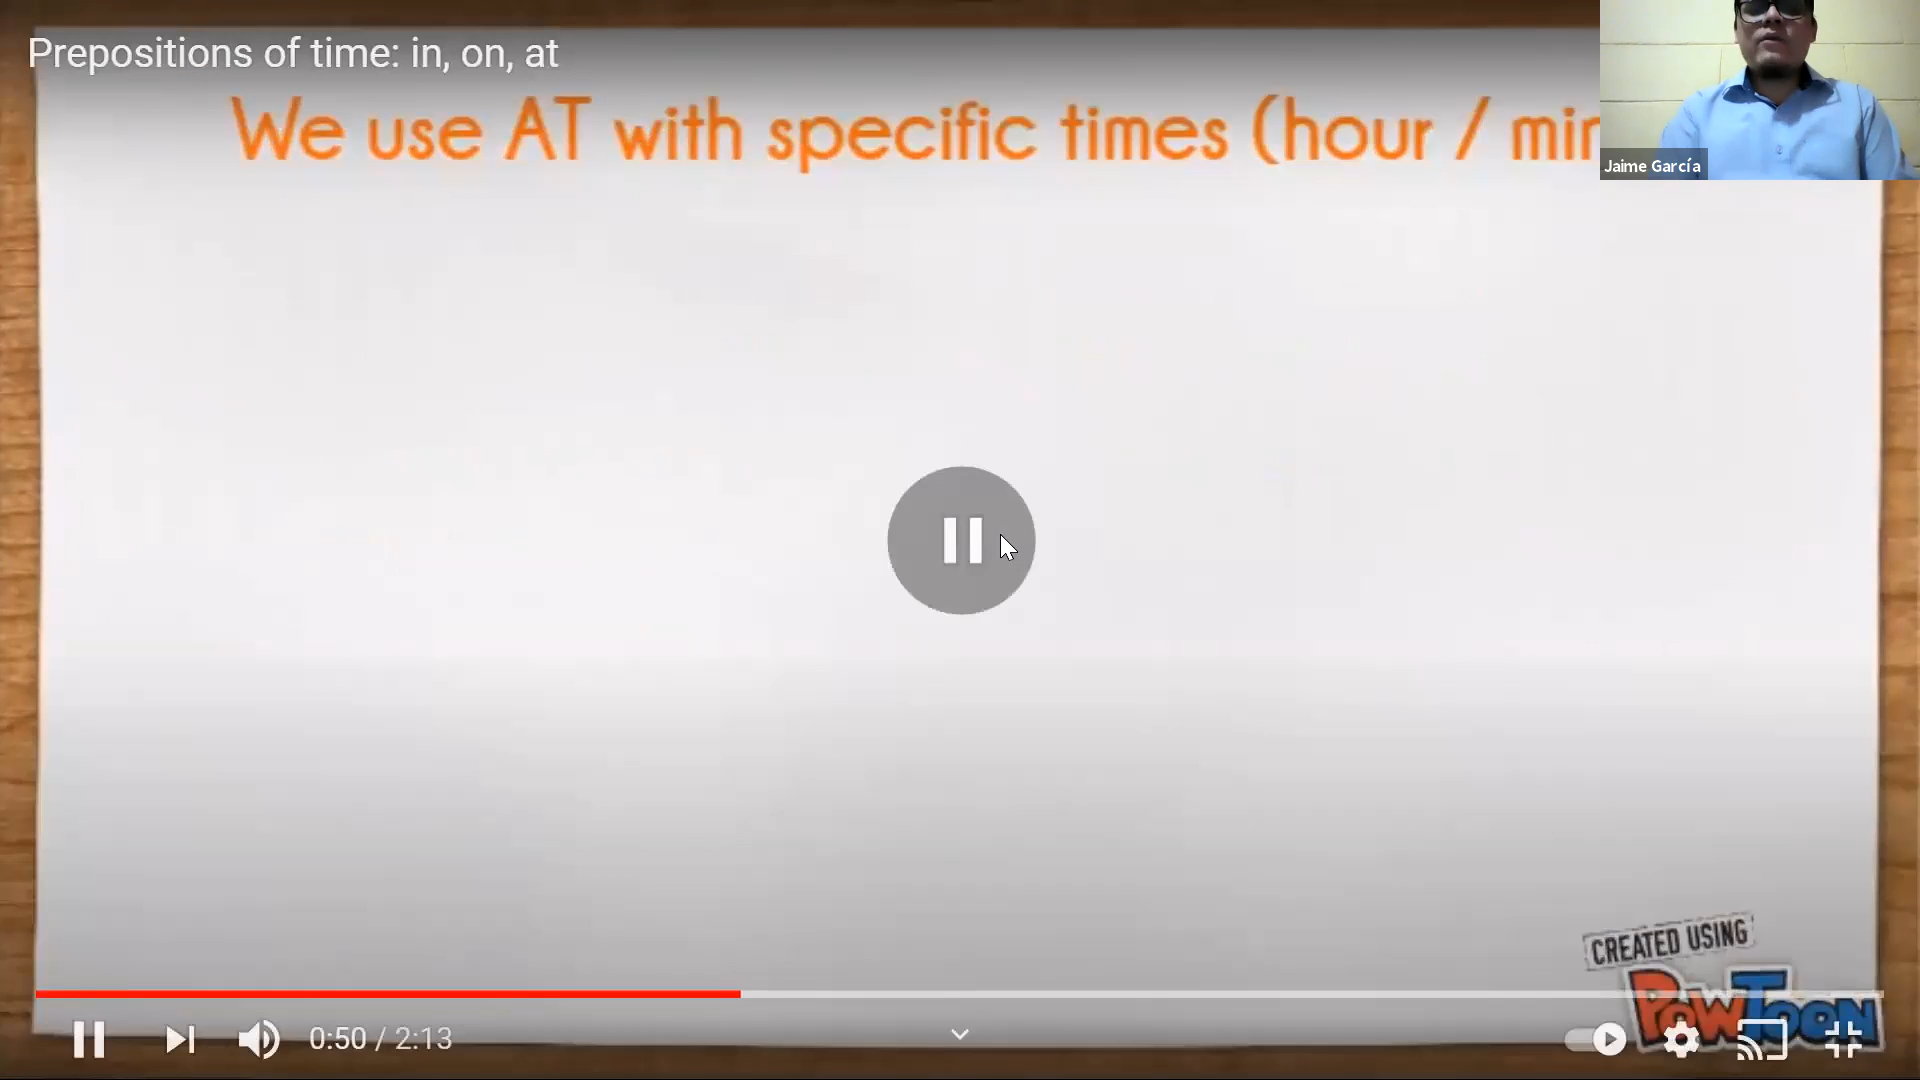 Prepositions of time: in, on, at
We use AT with specific times (hour / min
Jaime García
CREATED USING
POWTOON
0:50 / 2:13